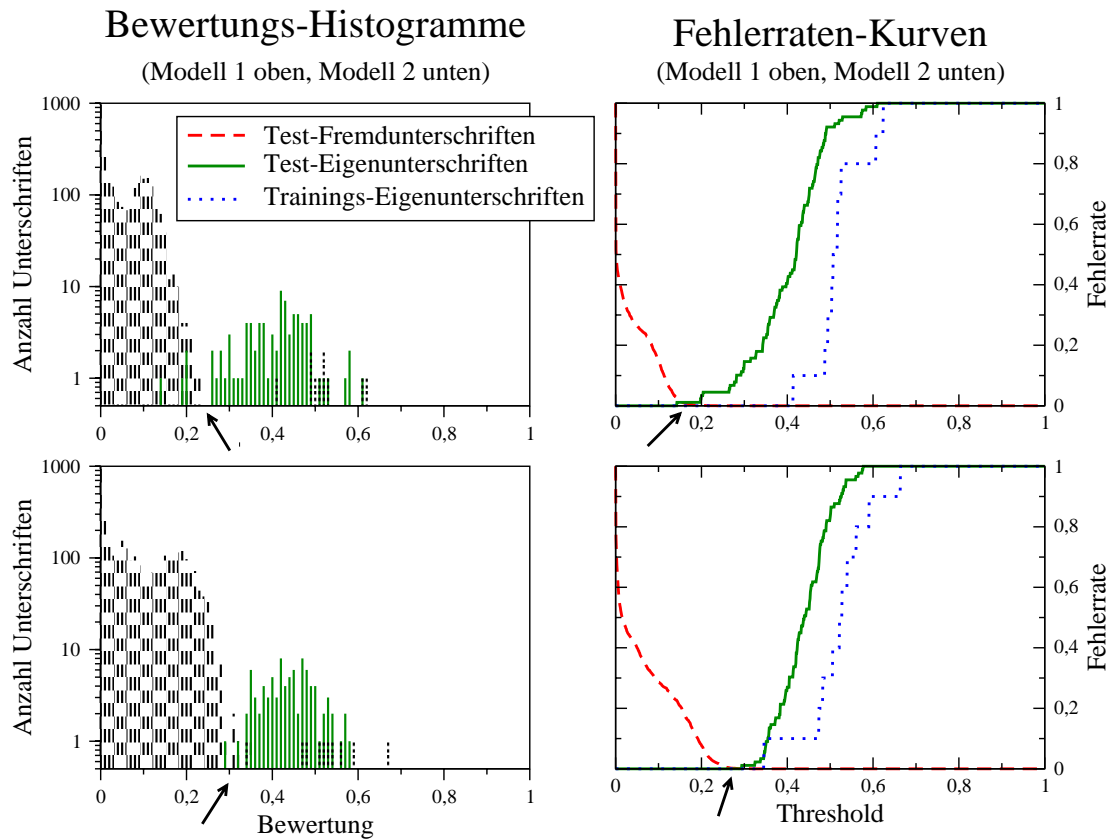 Bewertungs-Histogramme
(Modell 1 oben, Modell 2 unten)
Fehlerraten-Kurven
(Modell 1 oben, Modell 2 unten)
Anzahl Unterschriften
1000
100
10
1
0 0,2 0,4 0,6 0,8 1
Test-Fremdunterschriften
Test-Eigenunterschriften
Trainings-Eigenunterschriften
1
0,8
0,6
0,4
0,2
0
Fehlerrate
0 0,2 0,4 0,6 0,8 1
Anzahl Unterschriften
1000
100
10
1
0 0,2 0,4 0,6 0,8 1
Bewertung
1
0,8
0,6
0,4
0,2
0
Fehlerrate
0 0,2 0,4 0,6 0,8 1
Threshold